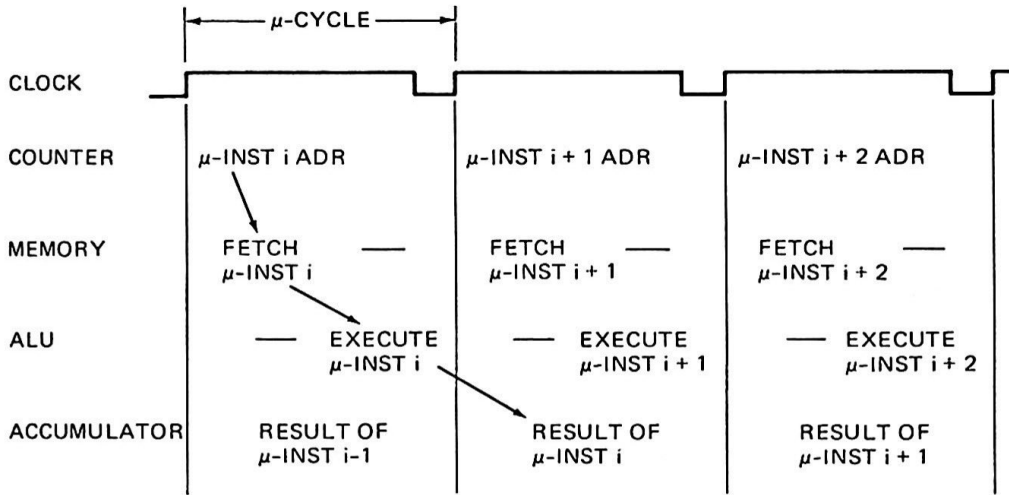 μ-CYCLE
CLOCK
COUNTER μ-INST i ADR μ-INST i + 1 ADR μ-INST i + 2 ADR
MEMORY FETCH — FETCH — FETCH —
μ-INST i μ-INST i + 1 μ-INST i + 2
ALU — EXECUTE — EXECUTE — EXECUTE
μ-INST i μ-INST i + 1 μ-INST i + 2
ACCUMULATOR RESULT OF RESULT OF RESULT OF
μ-INST i-1 μ-INST i μ-INST i + 1